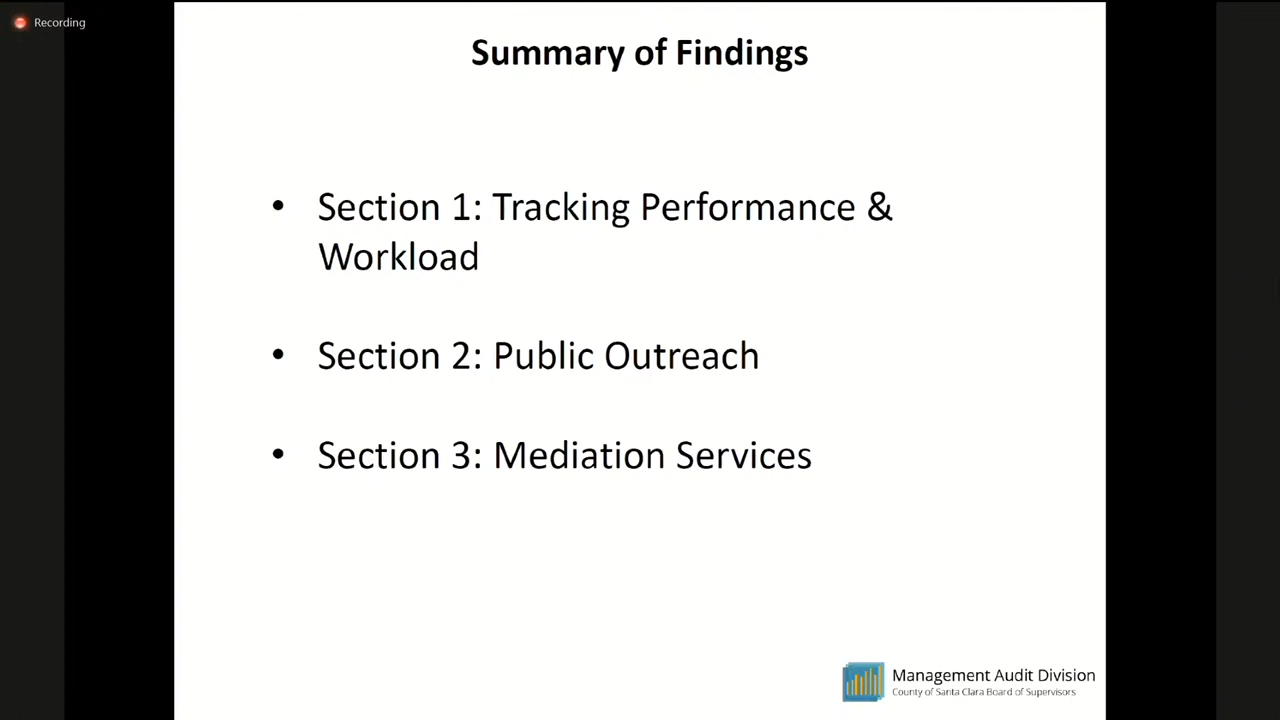 Recording
Summary of Findings
• Section 1: Tracking Performance &
Workload
• Section 2: Public Outreach
• Section 3: Mediation Services
Management Audit Division
County of Santa Clara Board of Supervisors